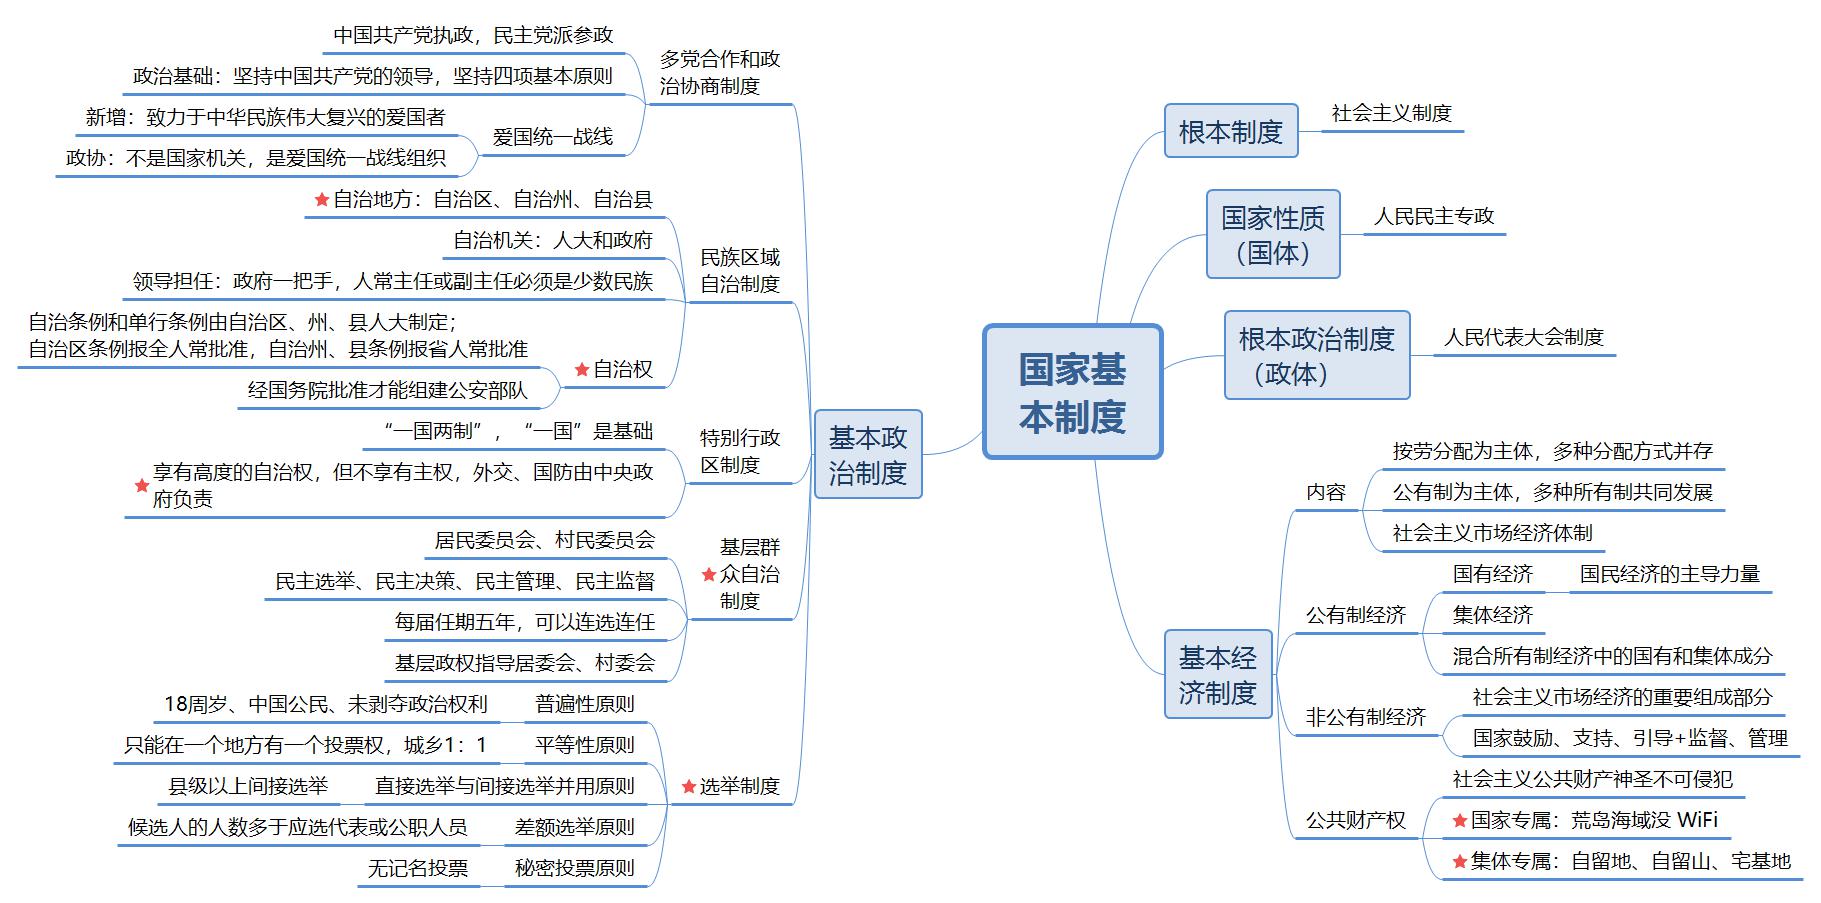 国家基
本制度
根本制度
社会主义制度
国家性质
（国体）
人民民主专政
根本政治制度
（政体）
人民代表大会制度
基本经
济制度
内容
按劳分配为主体，多种分配方式并存
公有制为主体，多种所有制共同发展
社会主义市场经济体制
公有制经济
国有经济
国民经济的主导力量
集体经济
混合所有制经济中的国有和集体成分
非公有制经济
社会主义市场经济的重要组成部分
国家鼓励、支持、引导+监督、管理
公共财产权
社会主义公共财产神圣不可侵犯
国家专属：荒岛海域没 WiFi
集体专属：自留地、自留山、宅基地
基本政
治制度
多党合作和政
治协商制度
中国共产党执政，民主党派参政
政治基础：坚持中国共产党的领导，坚持四项基本原则
爱国统一战线
新增：致力于中华民族伟大复兴的爱国者
政协：不是国家机关，是爱国统一战线组织
民族区域
自治制度
自治地方：自治区、自治州、自治县
自治机关：人大和政府
领导担任：政府一把手，人常主任或副主任必须是少数民族
自治权
自治条例和单行条例由自治区、州、县人大制定；
自治区条例报全人常批准，自治州、县条例报省人常批准
经国务院批准才能组建公安部队
特别行政
区制度
“一国两制”，“一国”是基础
享有高度的自治权，但不享有主权，外交、国防由中央政
府负责
基层群
众自治
制度
居民委员会、村民委员会
民主选举、民主决策、民主管理、民主监督
每届任期五年，可以连选连任
基层政权指导居委会、村委会
选举制度
普遍性原则
18周岁、中国公民、未剥夺政治权利
平等性原则
只能在一个地方有一个投票权，城乡1：1
直接选举与间接选举并用原则
县级以上间接选举
差额选举原则
候选人的人数多于应选代表或公职人员
秘密投票原则
无记名投票